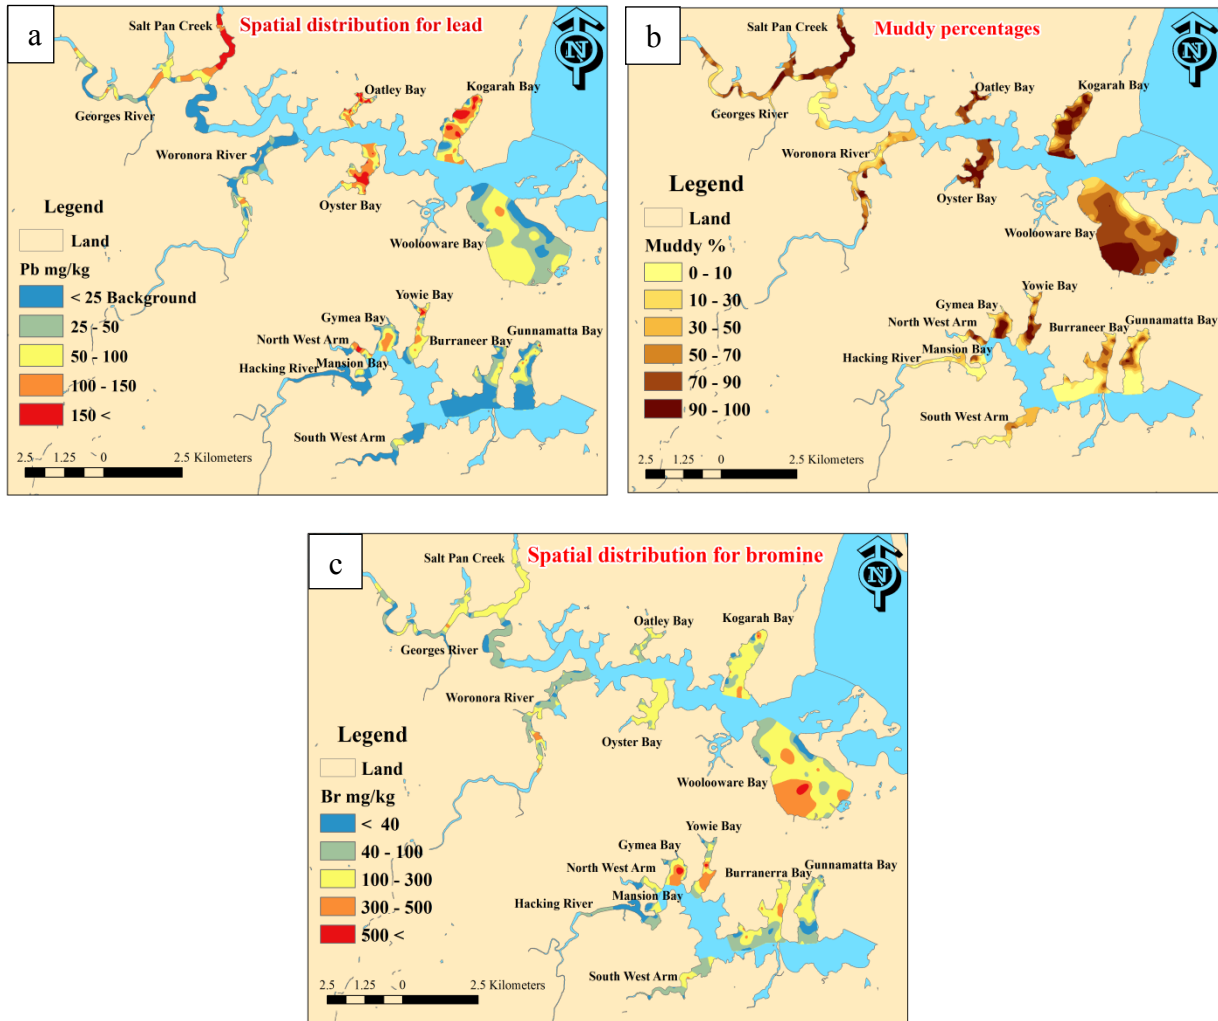 a
Spatial distribution for lead
N
Salt Pan Creek
Georges River
Oatley Bay
Kogarah Bay
Woronora River
Oyster Bay
Woolooware Bay
Legend
Land
Pb mg/kg
< 25 Background
25 - 50
50 - 100
100 - 150
150 <
Yowie Bay
Gymea Bay
Gunnamatta Bay
North West Arm
Burraneer Bay
Mansion Bay
Hacking River
South West Arm
2.5 1.25 0 2.5 Kilometers
b
Muddy percentages
N
Salt Pan Creek
Georges River
Oatley Bay
Kogarah Bay
Woronora River
Oyster Bay
Woolooware Bay
Legend
Land
Muddy %
0 - 10
10 - 30
30 - 50
50 - 70
70 - 90
90 - 100
Yowie Bay
Gymea Bay
Gunnamatta Bay
North West Arm
Burraneer Bay
Mansion Bay
Hacking River
South West Arm
2.5 1.25 0 2.5 Kilometers
c
Spatial distribution for bromine
N
Salt Pan Creek
Georges River
Oatley Bay
Kogarah Bay
Woronora River
Oyster Bay
Woolooware Bay
Legend
Land
Br mg/kg
< 40
40 - 100
100 - 300
300 - 500
500 <
Yowie Bay
Gymea Bay
Gunnamatta Bay
North West Arm
Burranerra Bay
Mansion Bay
Hacking River
South West Arm
2.5 1.25 0 2.5 Kilometers